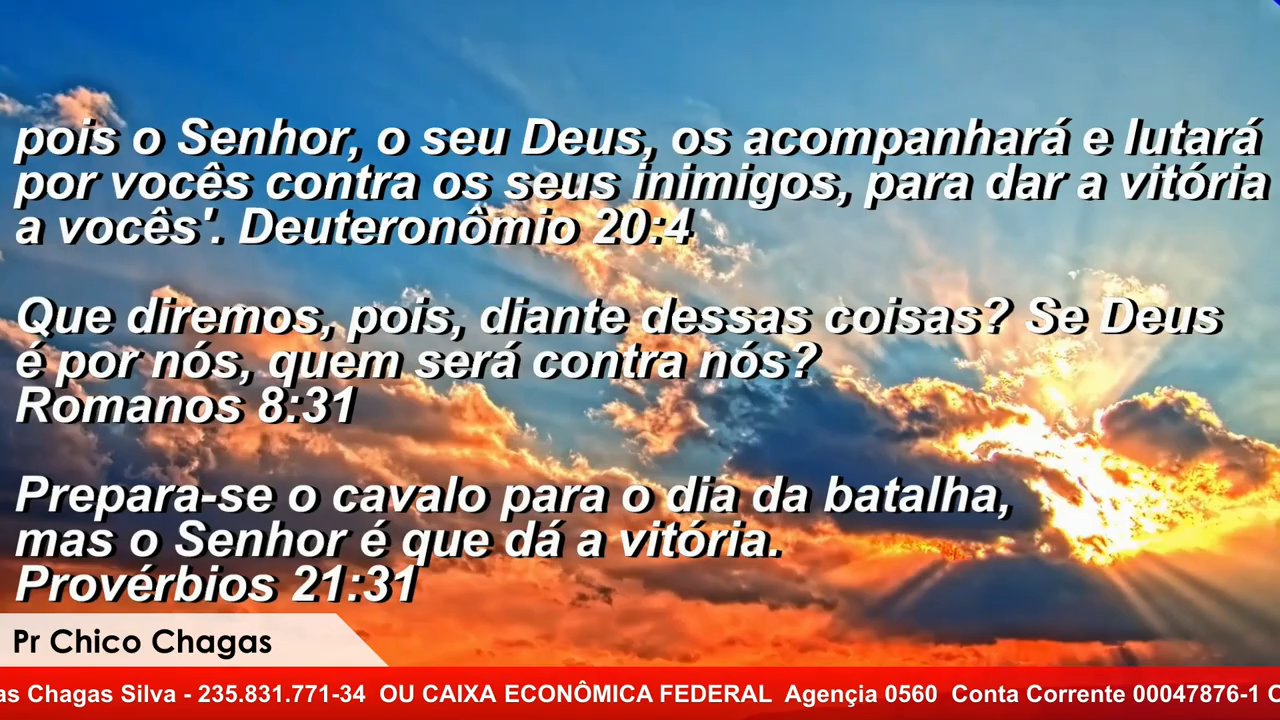 pois o Senhor, o seu Deus, os acompanhará e lutará
por vocês contra os seus inimigos, para dar a vitória
a vocês'. Deuteronômio 20:4
Que diremos, pois, diante dessas coisas? Se Deus
é por nós, quem será contra nós?
Romanos 8:31
Prepara-se o cavalo para o dia da batalha,
mas o Senhor é que dá a vitória.
Provérbios 21:31
Pr Chico Chagas
as Chagas Silva - 235.831.771-34 OU CAIXA ECONÔMICA FEDERAL Agençia 0560 Conta Corrente 00047876-1